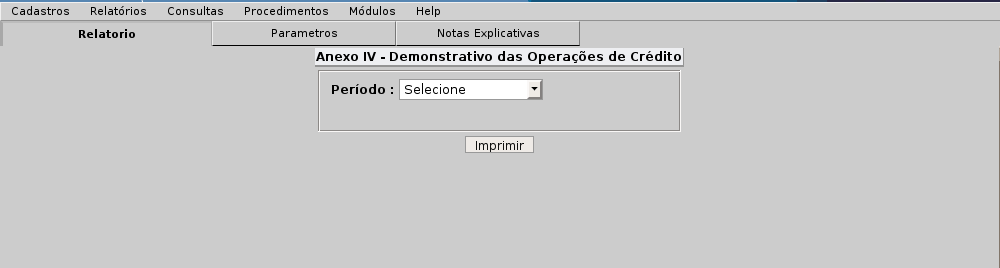 Cadastros Relatórios Consultas Procedimentos Módulos Help
Relatorio Parametros Notas Explicativas
Anexo IV - Demonstrativo das Operações de Crédito
Período : Selecione
Imprimir